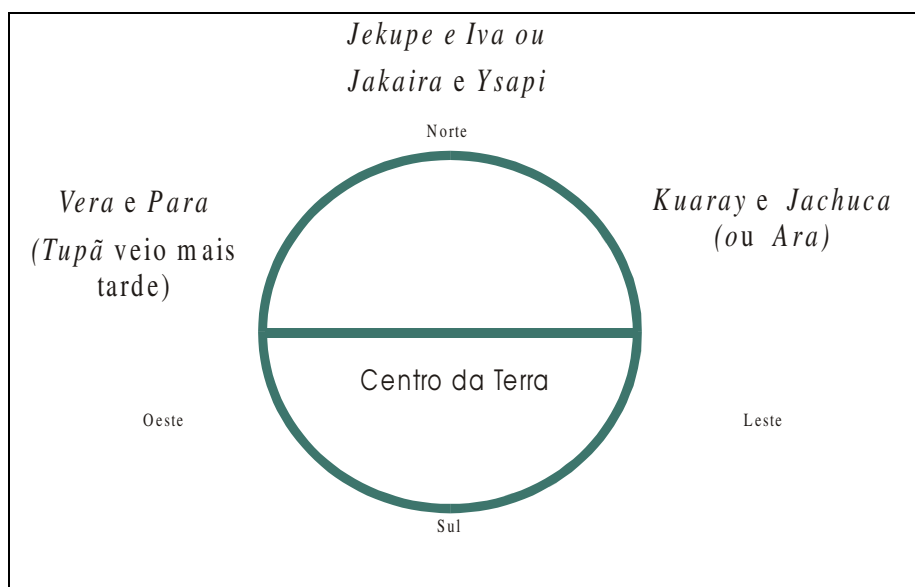 Jekupe e Iva ou
Jakaira e Ysapi
Norte
Vera e Para
(Tupã veio mais
tarde)
Kuaray e Jachuca
(ou Ara)
Centro da Terra
Oeste
Leste
Sul